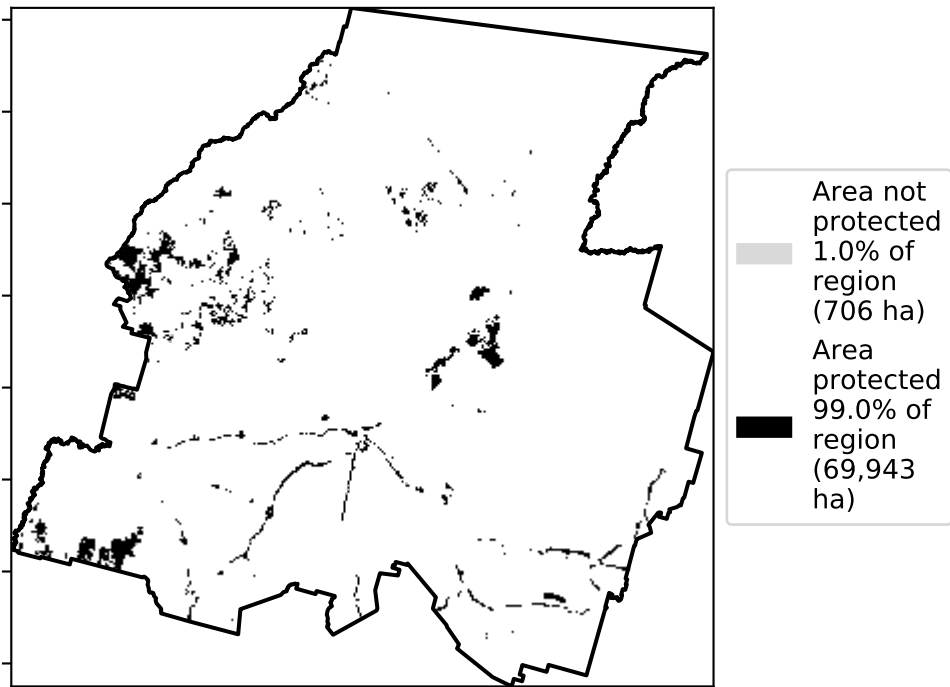 Area not
protected
1.0% of
region
(706 ha)
Area
protected
99.0% of
region
(69,943
ha)